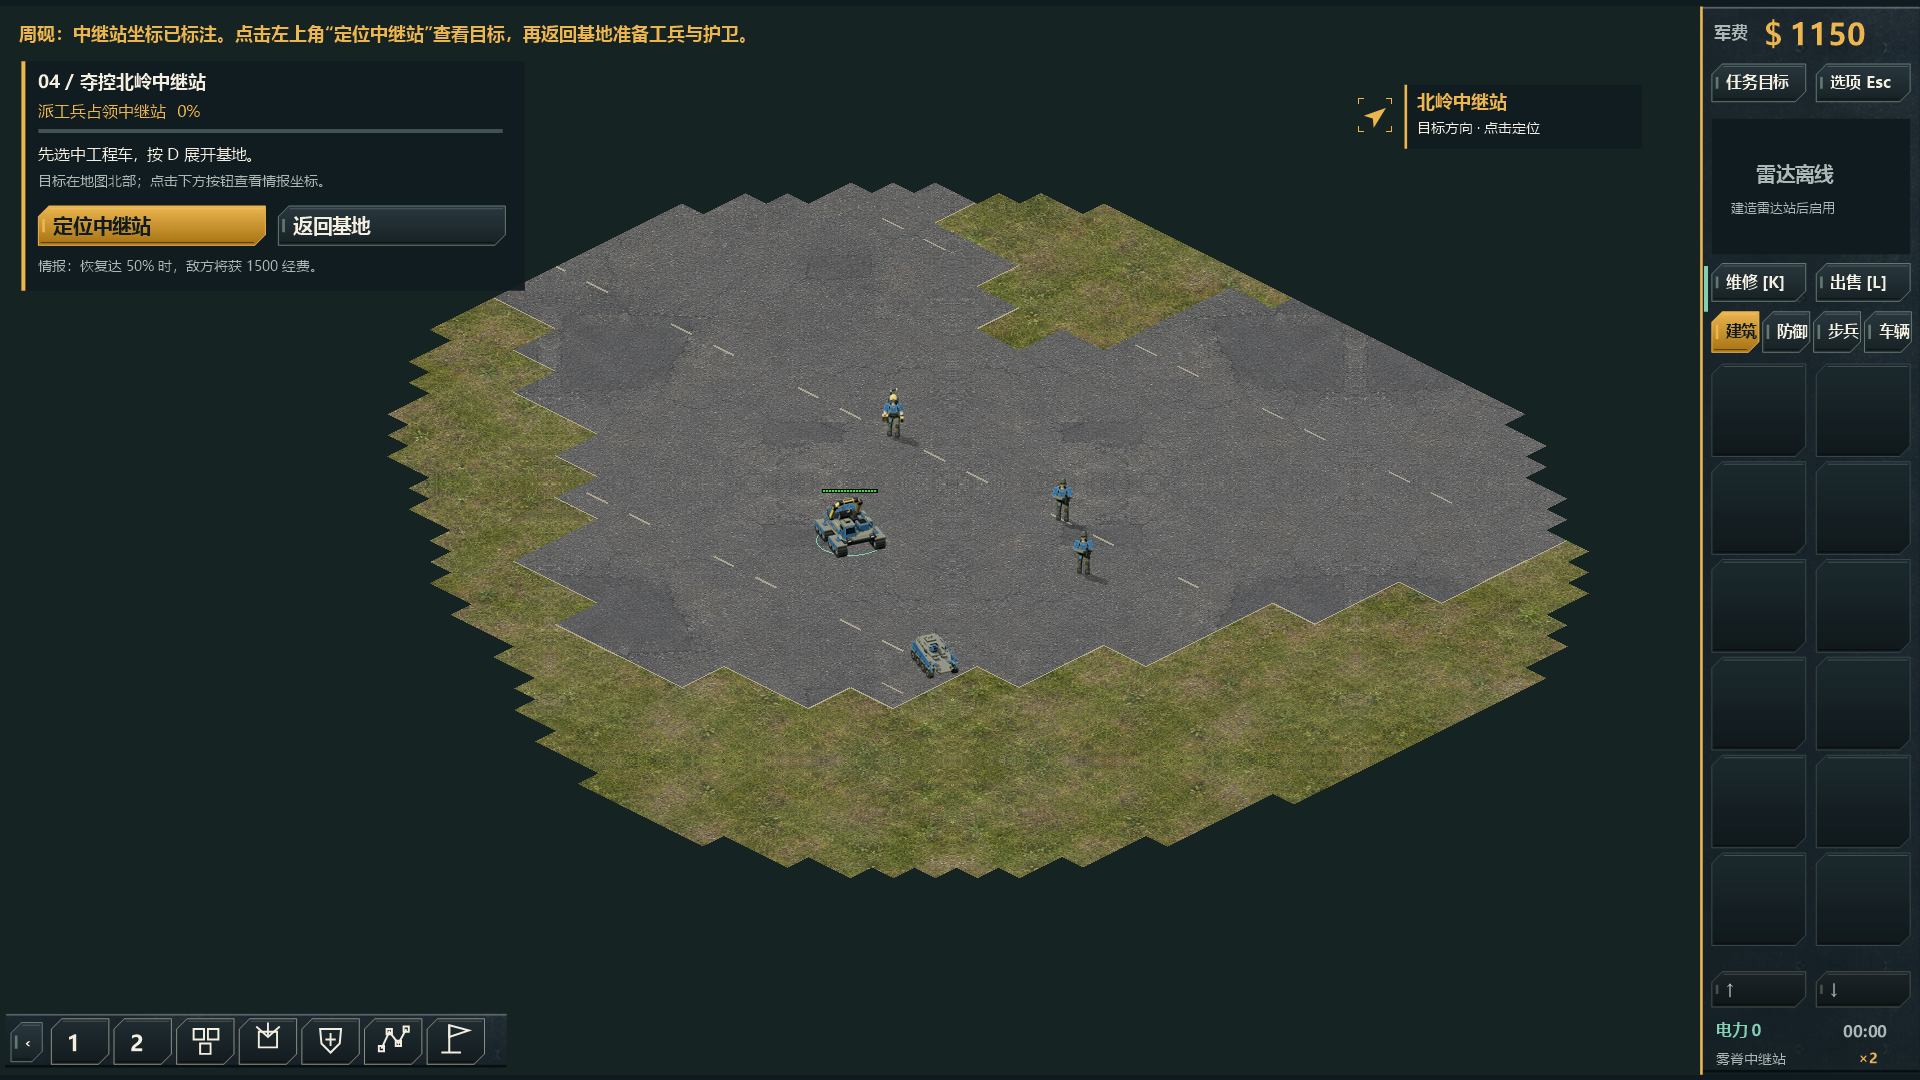 周砚：中继站坐标已标注。点击左上角“定位中继站”查看目标，再返回基地准备工兵与护卫。
04 / 夺控北岭中继站
派工兵占领中继站 0%
先选中工程车，按 D 展开基地。
目标在地图北部；点击下方按钮查看情报坐标。
定位中继站 返回基地
情报：恢复达 50% 时，敌方将获 1500 经费。
北岭中继站
目标方向 · 点击定位
军费 $ 1150
任务目标 选项 Esc
雷达离线
建造雷达站后启用
维修 [K] 出售 [L]
建筑 防御 步兵 车辆
↑ ↓
电力 0 00:00
雾脊中继站 ×2
‹ 1 2